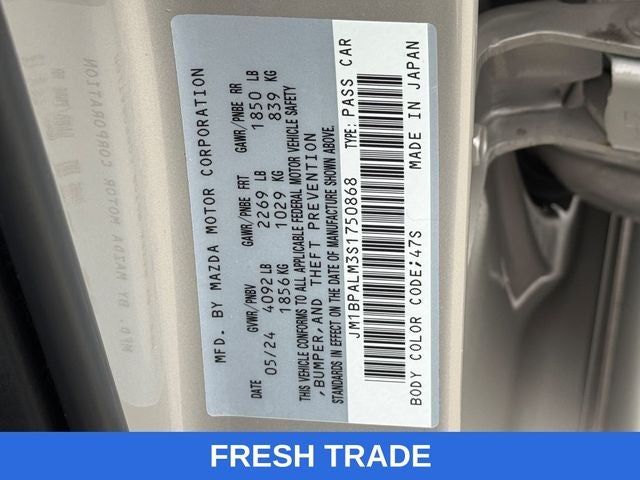 MFD. BY MAZDA MOTOR CORPORATION
DATE GVWR/PNBV GAWR/PNBE FRT GAWR/PNBE RR
05/24 4092 LB 2269 LB 1850 LB
1856 KG 1029 KG 839 KG
THIS VEHICLE CONFORMS TO ALL APPLICABLE FEDERAL MOTOR VEHICLE SAFETY
, BUMPER, AND THEFT PREVENTION
STANDARDS IN EFFECT ON THE DATE OF MANUFACTURE SHOWN ABOVE.
JM1BPALM3S1750868 TYPE: PASS CAR
BODY COLOR CODE;47S MADE IN JAPAN
FRESH TRADE